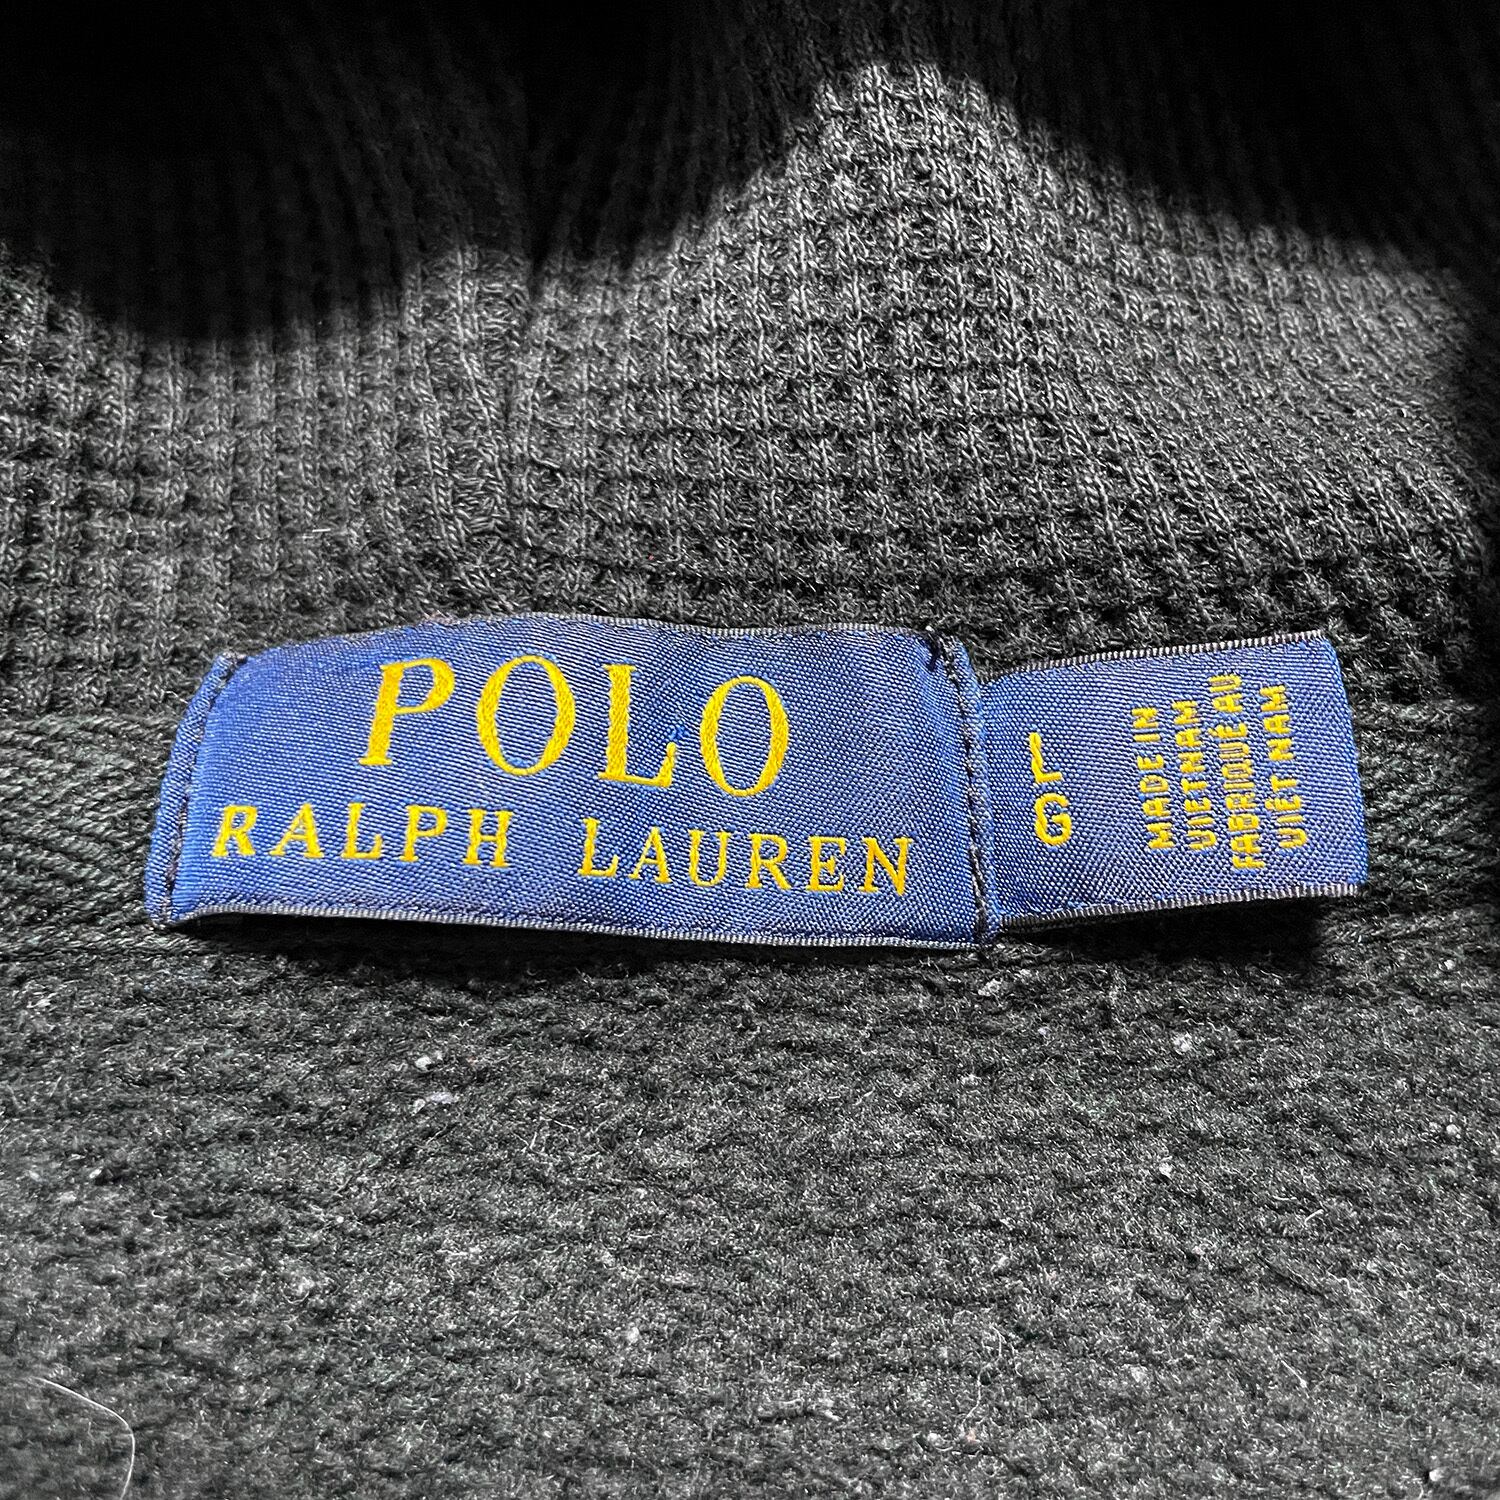 POLO
RALPH LAUREN
L
G
MADE IN
VIETNAM
FABRIQUÉ AU
VIÊT NAM